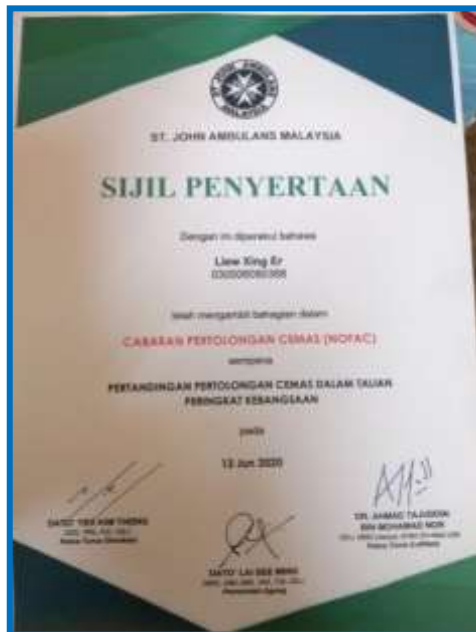 ST. JOHN AMBULANS MALAYSIA
SIJIL PENYERTAAN
Dengan ini diperakui bahawa
Liew Xing Er
telah mengambil bahagian dalam
CABARAN PERTOLONGAN CEMAS (NOFAC)
sempena
PERTANDINGAN PERTOLONGAN CEMAS DALAM TALIAN
PERINGKAT KEBANGSAAN
pada
13 Jun 2020
DATO' LAI SEE MING
DR. AHMAD TAJUDDIN
BIN MOHAMAD NOR